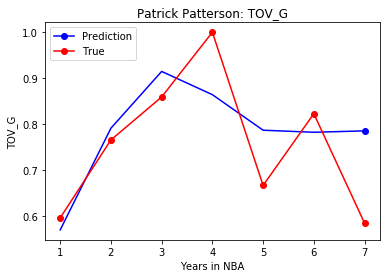 Patrick Patterson: TOV_G
Prediction
True
TOV_G
1.0
0.9
0.8
0.7
0.6
1 2 3 4 5 6 7
Years in NBA